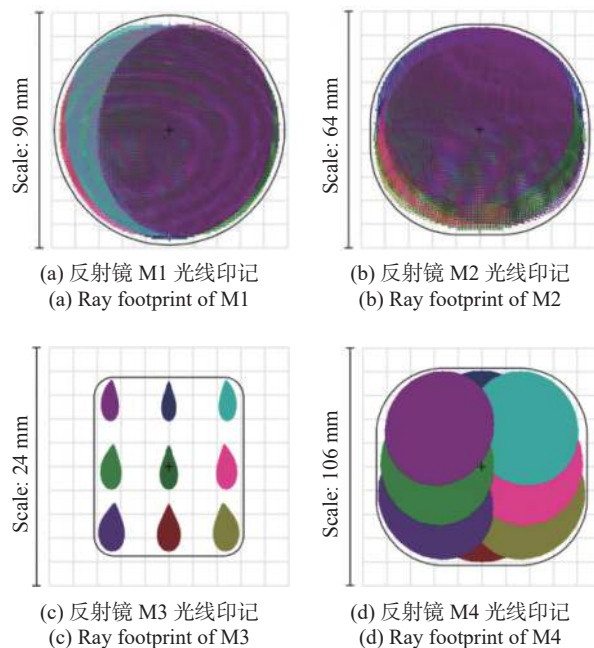 Scale: 90 mm
Scale: 64 mm
(a) 反射镜 M1 光线印记
(a) Ray footprint of M1
(b) 反射镜 M2 光线印记
(b) Ray footprint of M2
Scale: 24 mm
Scale: 106 mm
(c) 反射镜 M3 光线印记
(c) Ray footprint of M3
(d) 反射镜 M4 光线印记
(d) Ray footprint of M4